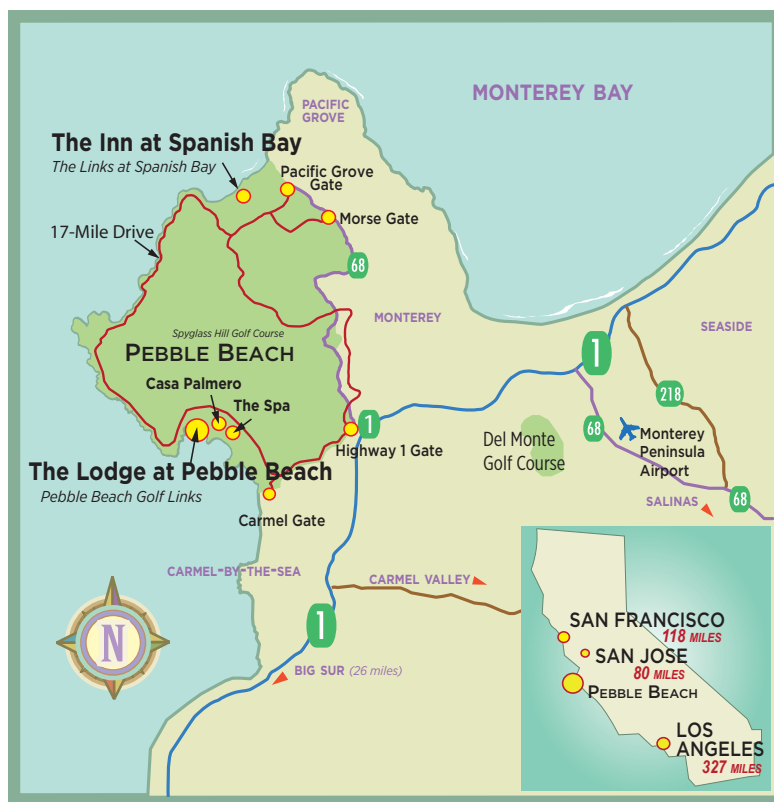 MONTEREY BAY
PACIFIC
GROVE
The Inn at Spanish Bay
The Links at Spanish Bay
Pacific Grove
Gate
Morse Gate
17-Mile Drive
68
MONTEREY
SEASIDE
Spyglass Hill Golf Course
PEBBLE BEACH
1
Casa Palmero
The Spa
218
1
68
Highway 1 Gate
Del Monte
Golf Course
Monterey
Peninsula
Airport
The Lodge at Pebble Beach
Pebble Beach Golf Links
68
SALINAS
Carmel Gate
CARMEL-BY-THE-SEA
CARMEL VALLEY
N
1
BIG SUR (26 miles)
SAN FRANCISCO
118 MILES
SAN JOSE
80 MILES
PEBBLE BEACH
LOS
ANGELES
327 MILES